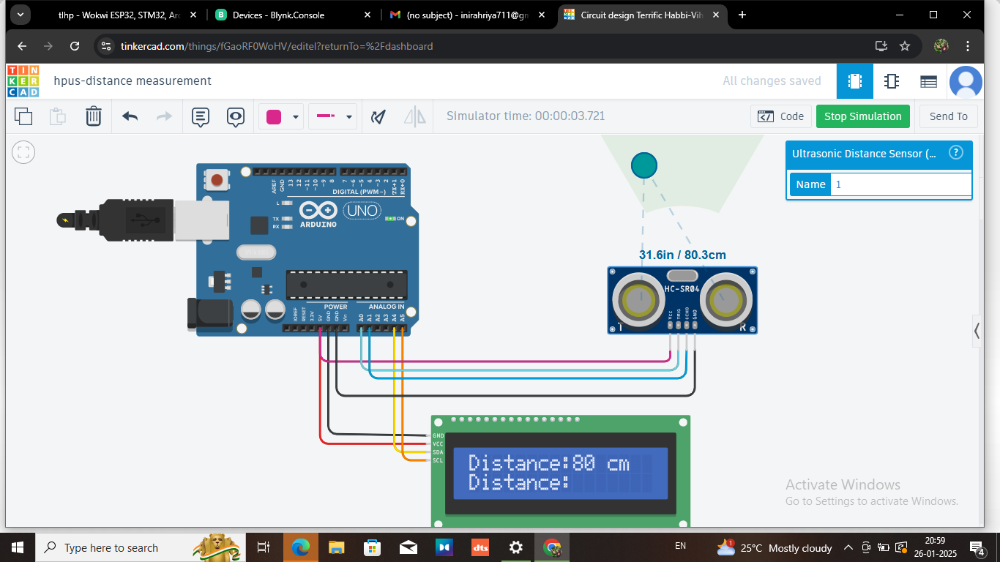 tlhp - Wokwi ESP32, STM32, Ar
Devices - Blynk.Console
(no subject) - inirahriya711@gm
Circuit design Terrific Habbi-Vih
tinkercad.com/things/fGaoRF0WoHV/editel?returnTo=%2Fdashboard
TIN
KER
CAD
hpus-distance measurement
All changes saved
Simulator time: 00:00:03.721
Code
Stop Simulation
Send To
Ultrasonic Distance Sensor (...
Name 1
AREF
GND
13
12
~11
~10
~9
8
7
~6
~5
4
~3
2
TX→1
RX←0
DIGITAL (PWM~)
L
TX
RX
ARDUINO
UNO
ON
POWER
ANALOG IN
IOREF
RESET
3.3V
5V
GND
GND
Vin
A0
A1
A2
A3
A4
A5
31.6in / 80.3cm
HC-SR04
VCC
TRIG
ECHO
GND
T
R
GND
VCC
SDA
SCL
Distance:80 cm
Distance:
Activate Windows
Go to Settings to activate Windows.
Type here to search
dts
EN
25°C Mostly cloudy
20:59
26-01-2025
1
4